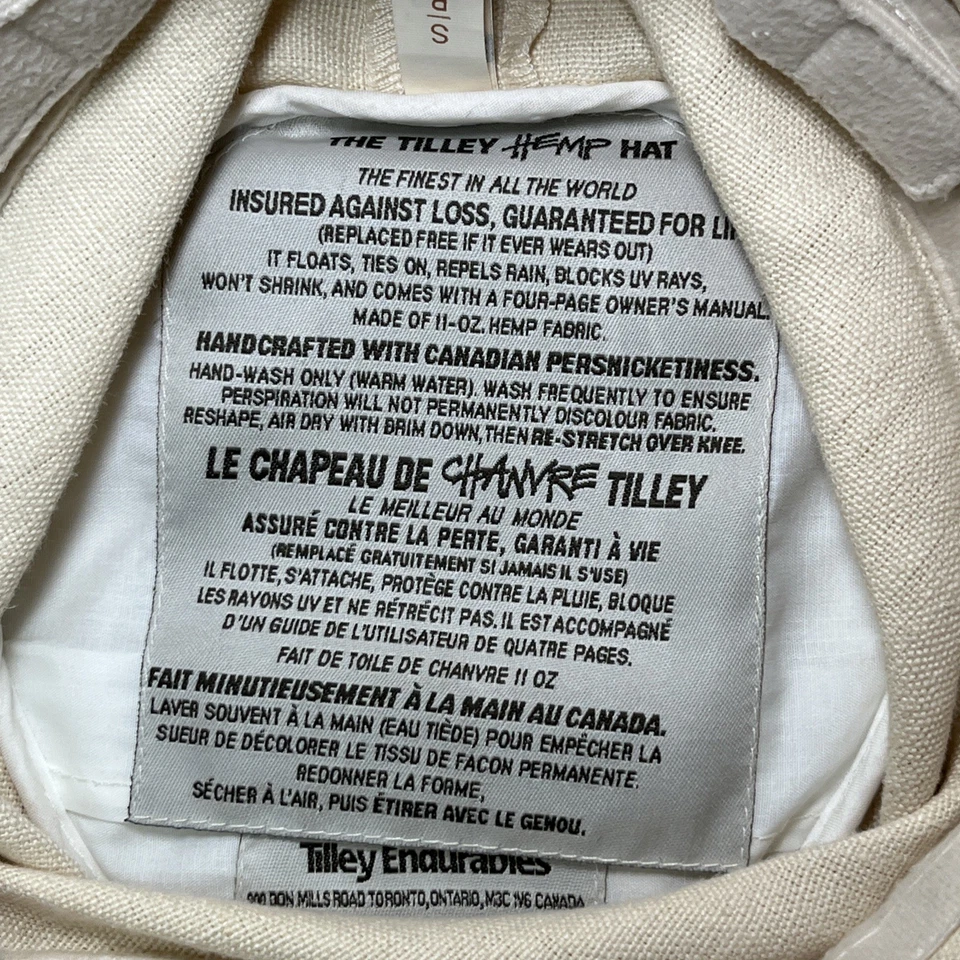 S
THE TILLEY HEMP HAT
THE FINEST IN ALL THE WORLD
INSURED AGAINST LOSS, GUARANTEED FOR
(REPLACED FREE IF IT EVER WEARS OUT)
IT FLOATS, TIES ON, REPELS RAIN, BLOCKS UV RAYS,
WON'T SHRINK, AND COMES WITH A FOUR-PAGE OWNER'S MANUAL.
MADE OF 11-OZ. HEMP FABRIC.
HANDCRAFTED WITH CANADIAN PERSNICKETINESS.
HAND-WASH ONLY (WARM WATER). WASH FREQUENTLY TO ENSURE
PERSPIRATION WILL NOT PERMANENTLY DISCOLOUR FABRIC.
RESHAPE, AIR DRY WITH BRIM DOWN, THEN RE-STRETCH OVER KNEE.
LE CHAPEAU DE CHANVRE TILLEY
LE MEILLEUR AU MONDE
ASSURÉ CONTRE LA PERTE, GARANTI À VIE
(REMPLACÉ GRATUITEMENT SI JAMAIS IL S'USE)
IL FLOTTE, S'ATTACHE, PROTÈGE CONTRE LA PLUIE, BLOQUE
LES RAYONS UV ET NE RÉTRÉCIT PAS. IL EST ACCOMPAGNÉ
D'UN GUIDE DE L'UTILISATEUR DE QUATRE PAGES.
FAIT DE TOILE DE CHANVRE 11 OZ
FAIT MINUTIEUSEMENT À LA MAIN AU CANADA.
LAVER SOUVENT À LA MAIN (EAU TIÈDE) POUR EMPÊCHER LA
SUEUR DE DÉCOLORER LE TISSU DE FACON PERMANENTE.
REDONNER LA FORME,
SÉCHER À L'AIR, PUIS ÉTIRER AVEC LE GENOU.
Tilley Endurables
900 DON MILLS ROAD TORONTO, ONTARIO, M3C 1V6 CANADA